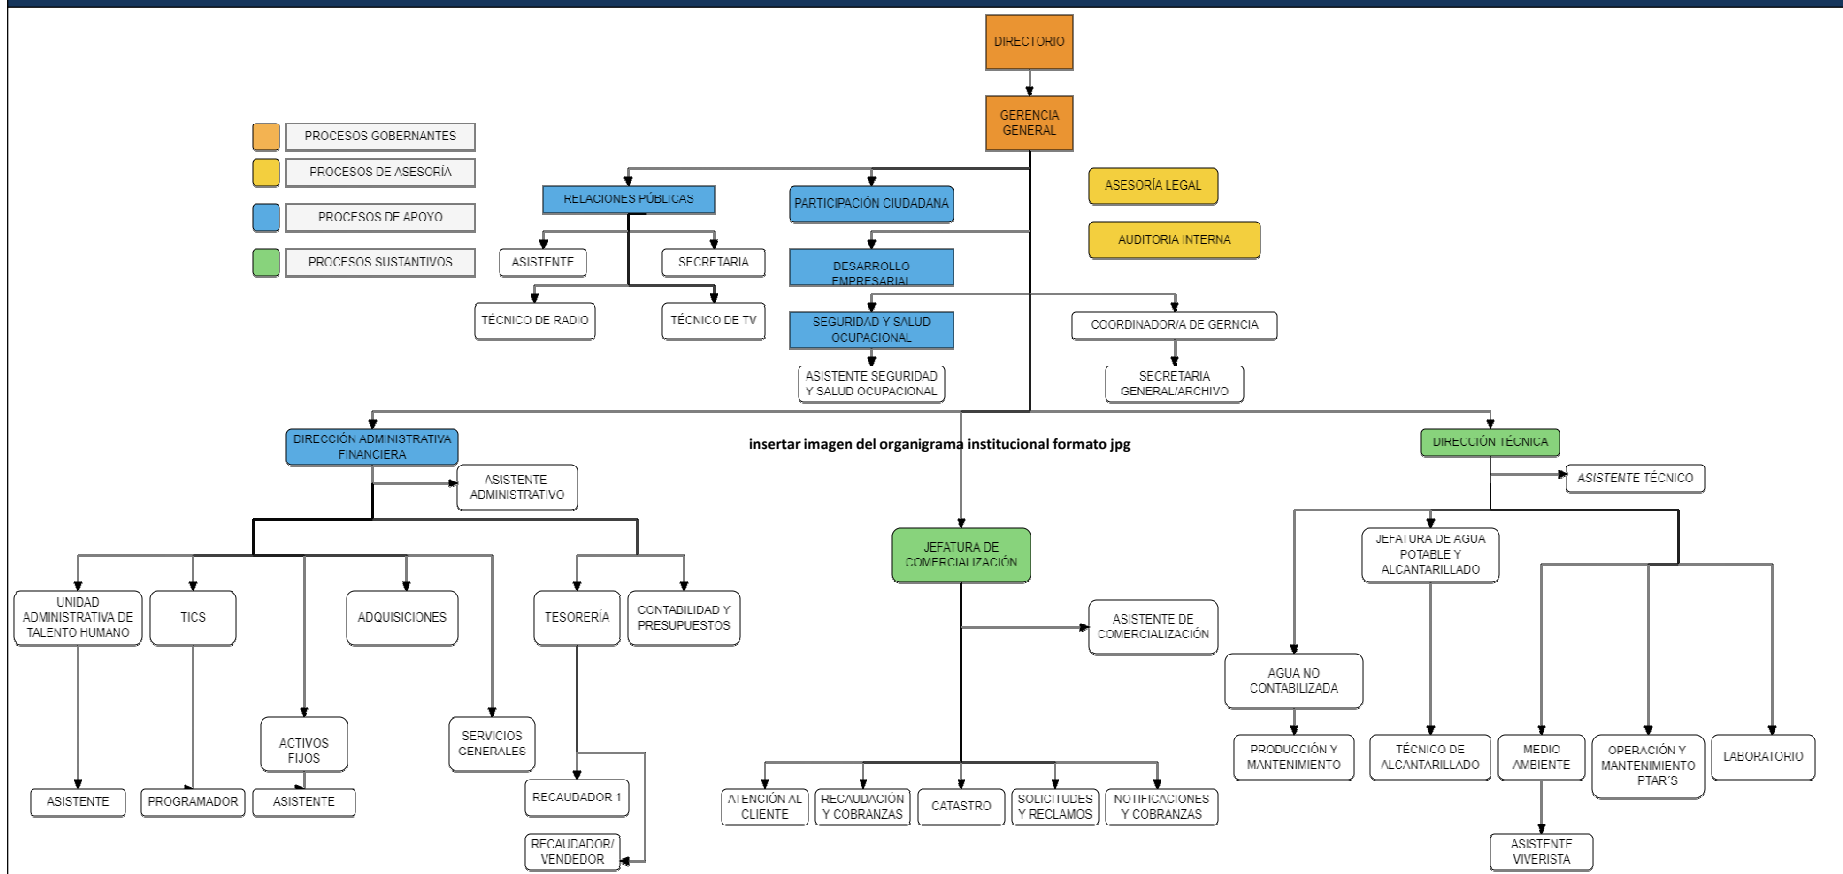 DIRECTORIO
GERENCIA
GENERAL
PROCESOS GOBERNANTES
PROCESOS DE ASESORÍA
PROCESOS DE APOYO
PROCESOS SUSTANTIVOS
RELACIONES PÚBLICAS
PARTICIPACIÓN CIUDADANA
ASESORÍA LEGAL
AUDITORIA INTERNA
ASISTENTE
SECRETARIA
DESARROLLO
EMPRESARIAL
TÉCNICO DE RADIO
TÉCNICO DE TV
SEGURIDAD Y SALUD
OCUPACIONAL
COORDINADOR/A DE GERNCIA
ASISTENTE SEGURIDAD
Y SALUD OCUPACIONAL
SECRETARIA
GENERAL/ARCHIVO
DIRECCIÓN ADMINISTRATIVA
FINANCIERA
insertar imagen del organigrama institucional formato jpg
DIRECCIÓN TÉCNICA
ASISTENTE
ADMINISTRATIVO
ASISTENTE TÉCNICO
JEFATURA DE
COMERCIALIZACIÓN
JEFATURA DE AGUA
POTABLE Y
ALCANTARILLADO
UNIDAD
ADMINISTRATIVA DE
TALENTO HUMANO
TICS
ADQUISICIONES
TESORERÍA
CONTABILIDAD Y
PRESUPUESTOS
ASISTENTE DE
COMERCIALIZACIÓN
AGUA NO
CONTABILIZADA
ACTIVOS
FIJOS
SERVICIOS
GENERALES
PRODUCCIÓN Y
MANTENIMIENTO
TÉCNICO DE
ALCANTARILLADO
MEDIO
AMBIENTE
OPERACIÓN Y
MANTENIMIENTO
PTAR'S
LABORATORIO
ASISTENTE
PROGRAMADOR
ASISTENTE
RECAUDADOR 1
ATENCIÓN AL
CLIENTE
RECAUDACIÓN
Y COBRANZAS
CATASTRO
SOLICITUDES
Y RECLAMOS
NOTIFICACIONES
Y COBRANZAS
RECAUDADOR/
VENDEDOR
ASISTENTE
VIVERISTA